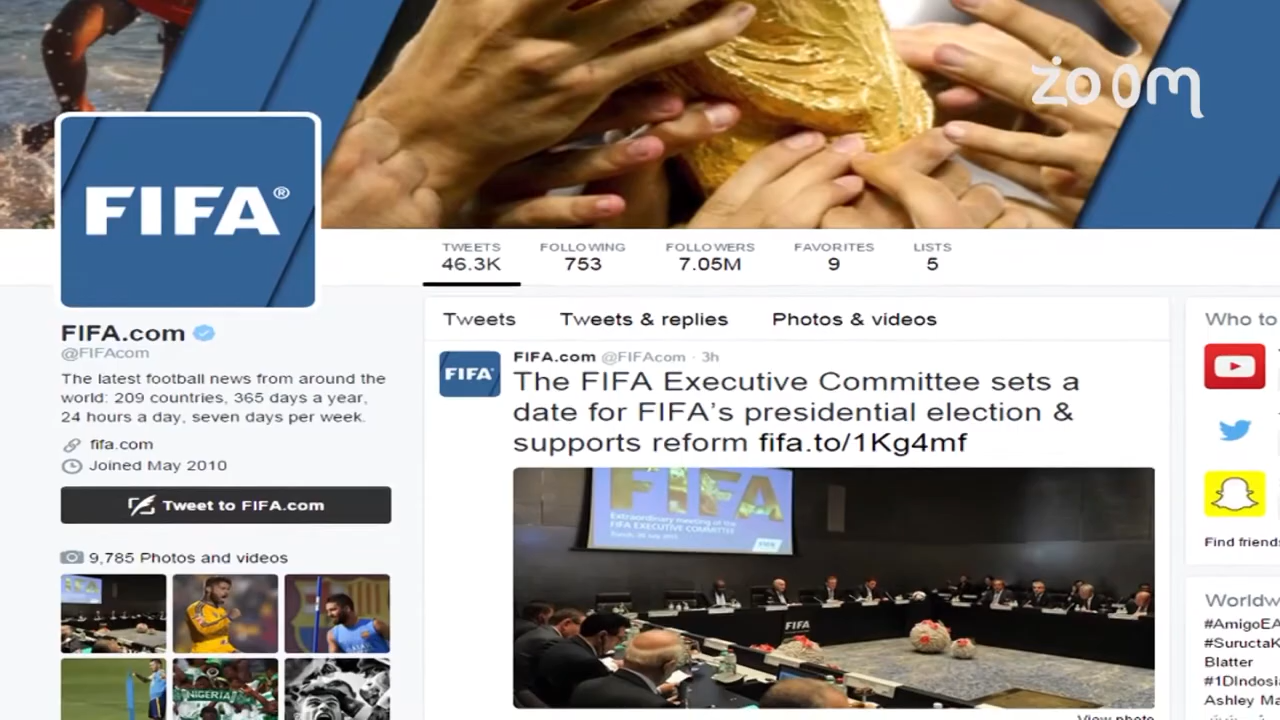 zoom
FIFA®
TWEETS
46.3K
FOLLOWING
753
FOLLOWERS
7.05M
FAVORITES
9
LISTS
5
FIFA.com
@FIFAcom
The latest football news from around the
world: 209 countries, 365 days a year,
24 hours a day, seven days per week.
fifa.com
Joined May 2010
Tweet to FIFA.com
9,785 Photos and videos
NIGERIA
Tweets
Tweets & replies
Photos & videos
FIFA
FIFA.com @FIFAcom · 3h
The FIFA Executive Committee sets a
date for FIFA's presidential election &
supports reform fifa.to/1Kg4mf
FIFA
Extraordinary meeting of the
FIFA EXECUTIVE COMMITTEE
FIFA
View photo
Who to
Find friends
Worldw
#AmigoEA
#SuructaK
Blatter
#1DIndosi
Ashley Ma